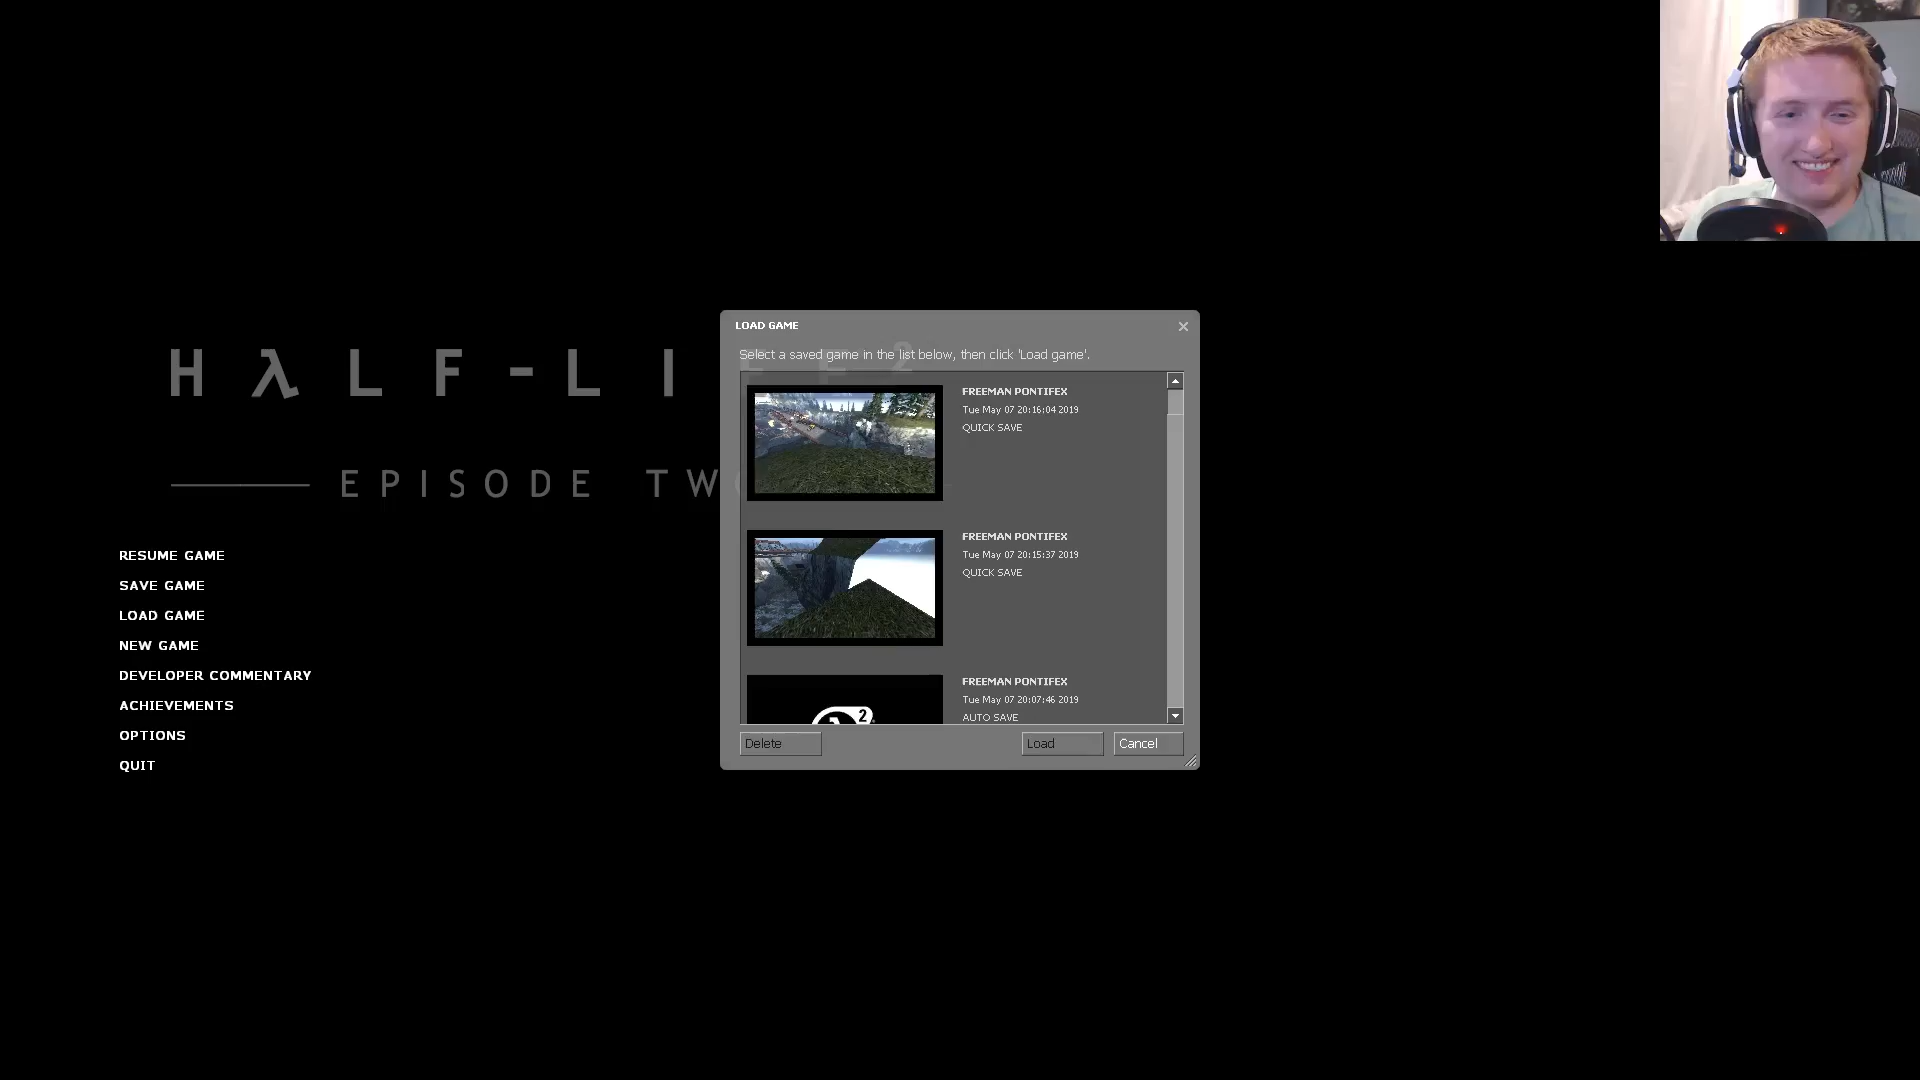 HλLF-LIFE²
EPISODE TWO
RESUME GAME
SAVE GAME
LOAD GAME
NEW GAME
DEVELOPER COMMENTARY
ACHIEVEMENTS
OPTIONS
QUIT
LOAD GAME
Select a saved game in the list below, then click 'Load game'.
FREEMAN PONTIFEX
Tue May 07 20:16:04 2019
QUICK SAVE
FREEMAN PONTIFEX
Tue May 07 20:15:37 2019
QUICK SAVE
FREEMAN PONTIFEX
Tue May 07 20:07:46 2019
AUTO SAVE
Delete
Load
Cancel